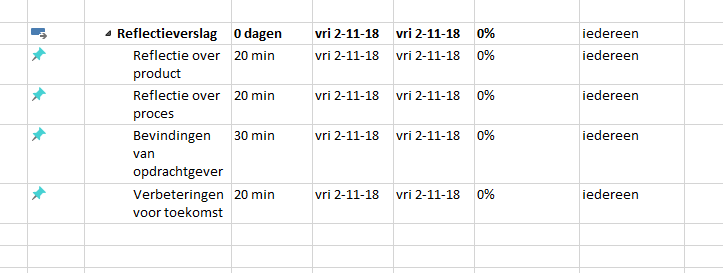 Reflectieverslag 0 dagen vri 2-11-18 vri 2-11-18 0% iedereen
Reflectie over 20 min vri 2-11-18 vri 2-11-18 0% iedereen
product
Reflectie over 20 min vri 2-11-18 vri 2-11-18 0% iedereen
proces
Bevindingen 30 min vri 2-11-18 vri 2-11-18 0% iedereen
van
opdrachtgever
Verbeteringen 20 min vri 2-11-18 vri 2-11-18 0% iedereen
voor toekomst